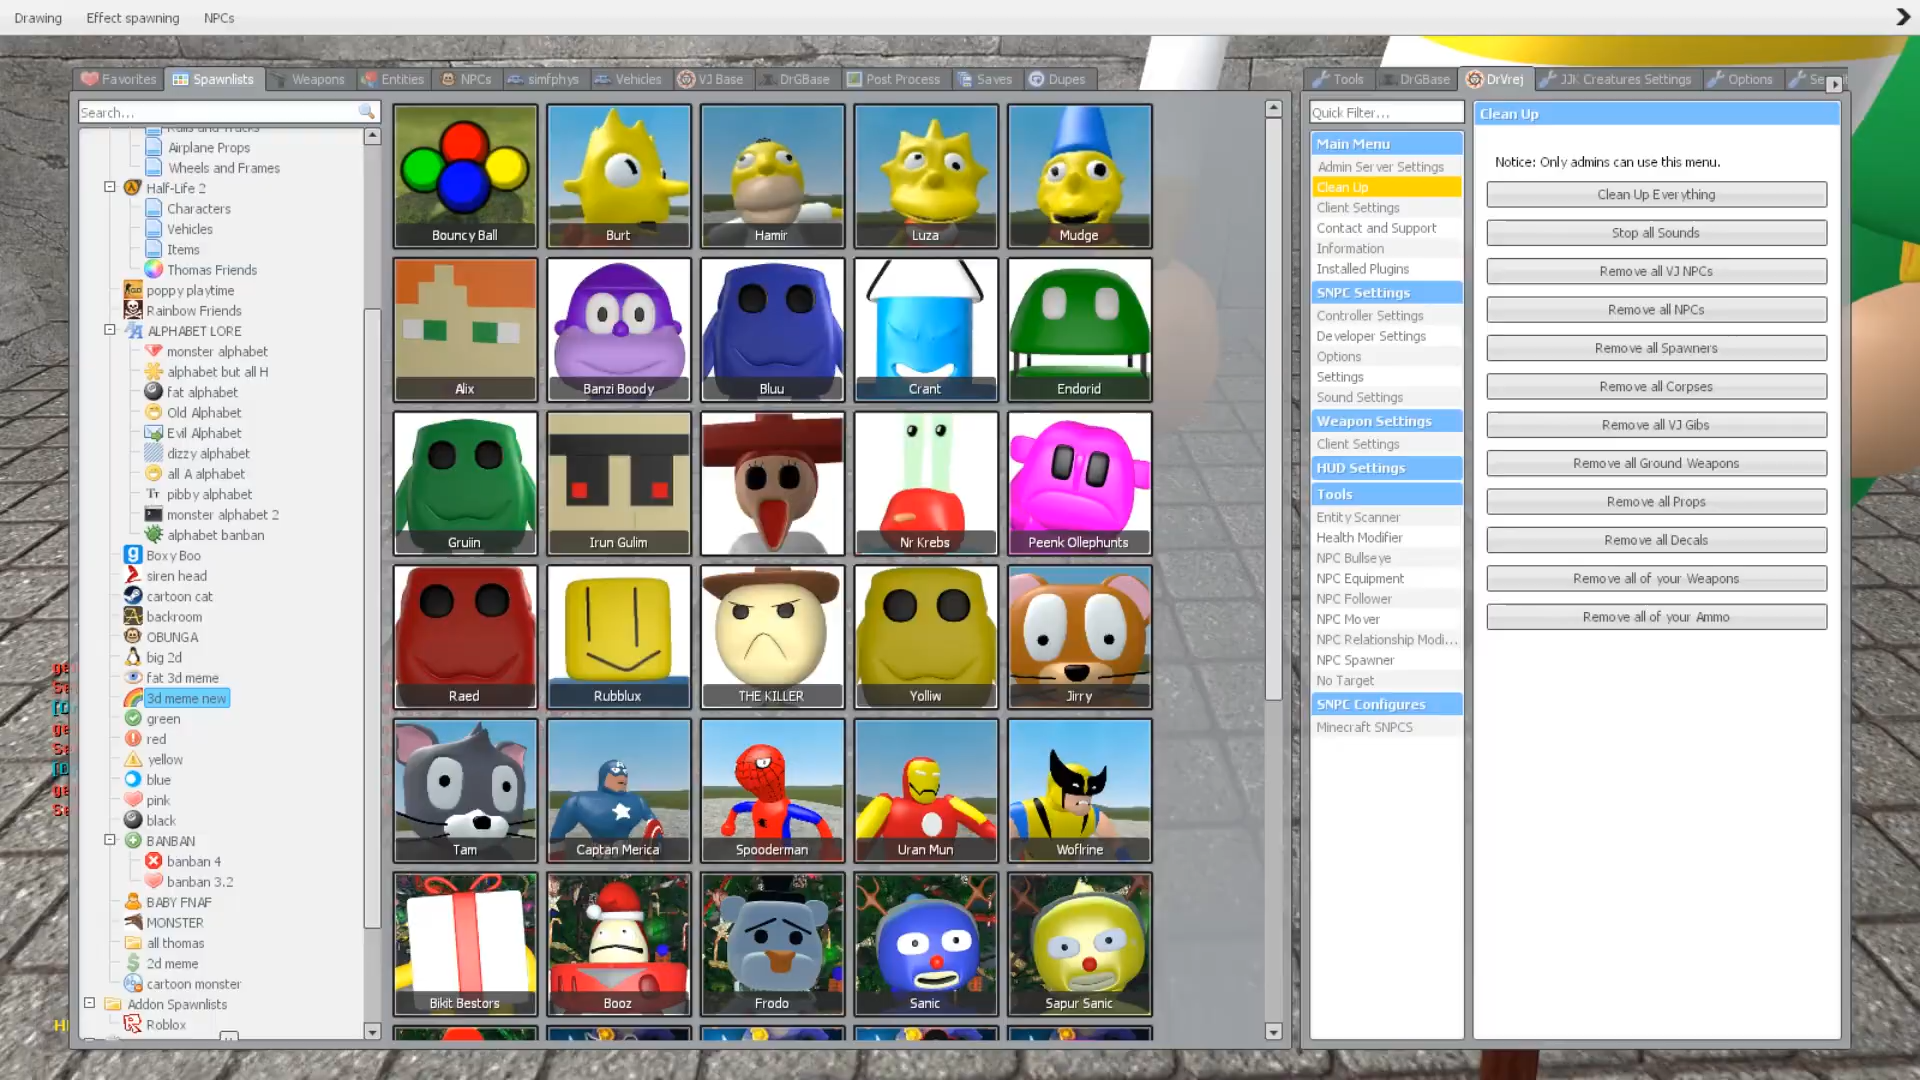 Drawing
Effect spawning
NPCs
Favorites
Spawnlists
Weapons
Entities
NPCs
simfphys
Vehicles
VJ Base
DrGBase
Post Process
Saves
Dupes
Tools
DrGBase
DrVrej
JJK Creatures Settings
Options
Se
Search...
Rails and Tracks
Airplane Props
Wheels and Frames
Half-Life 2
Characters
Vehicles
Items
Thomas Friends
poppy playtime
Rainbow Friends
ALPHABET LORE
monster alphabet
alphabet but all H
fat alphabet
Old Alphabet
Evil Alphabet
dizzy alphabet
all A alphabet
pibby alphabet
monster alphabet 2
alphabet banban
Boxy Boo
siren head
cartoon cat
backroom
OBUNGA
big 2d
fat 3d meme
3d meme new
green
red
yellow
blue
pink
black
BANBAN
banban 4
banban 3.2
BABY FNAF
MONSTER
all thomas
2d meme
cartoon monster
Addon Spawnlists
Roblox
Bouncy Ball
Burt
Hamir
Luza
Mudge
Alix
Banzi Boody
Bluu
Crant
Endorid
Gruiin
Irun Gulim
Nr Krebs
Peenk Ollephunts
Raed
Rubblux
THE KILLER
Yolliw
Jirry
Tam
Captan Merica
Spooderman
Uran Mun
Woflrine
Bikit Bestors
Booz
Frodo
Sanic
Sapur Sanic
Quick Filter...
Main Menu
Admin Server Settings
Clean Up
Client Settings
Contact and Support
Information
Installed Plugins
SNPC Settings
Controller Settings
Developer Settings
Options
Settings
Sound Settings
Weapon Settings
Client Settings
HUD Settings
Tools
Entity Scanner
Health Modifier
NPC Bullseye
NPC Equipment
NPC Follower
NPC Mover
NPC Relationship Modi...
NPC Spawner
No Target
SNPC Configures
Minecraft SNPCS
Clean Up
Notice: Only admins can use this menu.
Clean Up Everything
Stop all Sounds
Remove all VJ NPCs
Remove all NPCs
Remove all Spawners
Remove all Corpses
Remove all VJ Gibs
Remove all Ground Weapons
Remove all Props
Remove all Decals
Remove all of your Weapons
Remove all of your Ammo